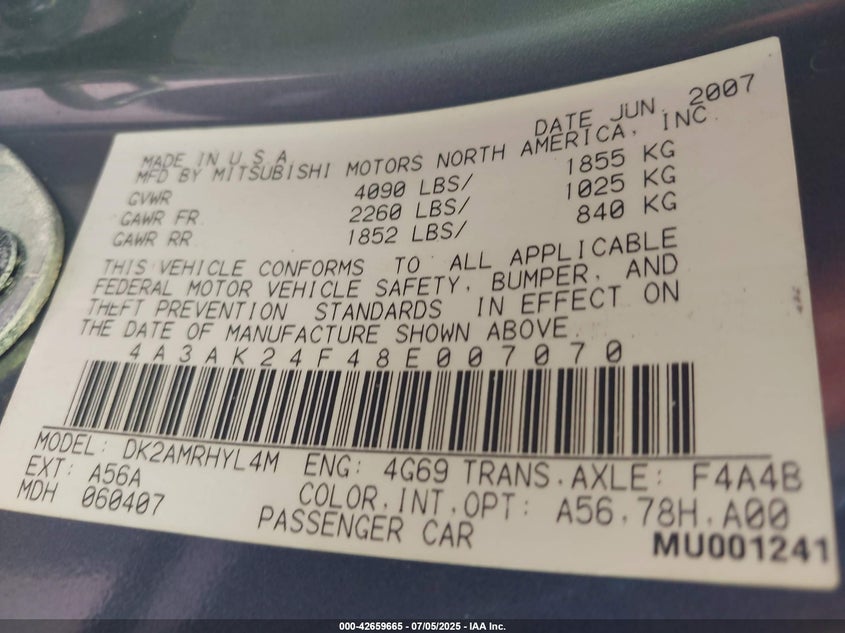 DATE JUN. 2007
MADE IN U.S.A.
MFD BY MITSUBISHI MOTORS NORTH AMERICA, INC.
GVWR 4090 LBS/ 1855 KG
GAWR FR 2260 LBS/ 1025 KG
GAWR RR 1852 LBS/ 840 KG
THIS VEHICLE CONFORMS TO ALL APPLICABLE
FEDERAL MOTOR VEHICLE SAFETY, BUMPER, AND
THEFT PREVENTION STANDARDS IN EFFECT ON
THE DATE OF MANUFACTURE SHOWN ABOVE.
4A3AK24F48E007070
MODEL: DK2AMRHYL4M ENG: 4G69 TRANS.AXLE: F4A4B
EXT: A56A COLOR.INT.OPT: A56.78H.A00
MDH 060407 PASSENGER CAR
MU001241
000-42659665 - 07/05/2025 - IAA Inc.